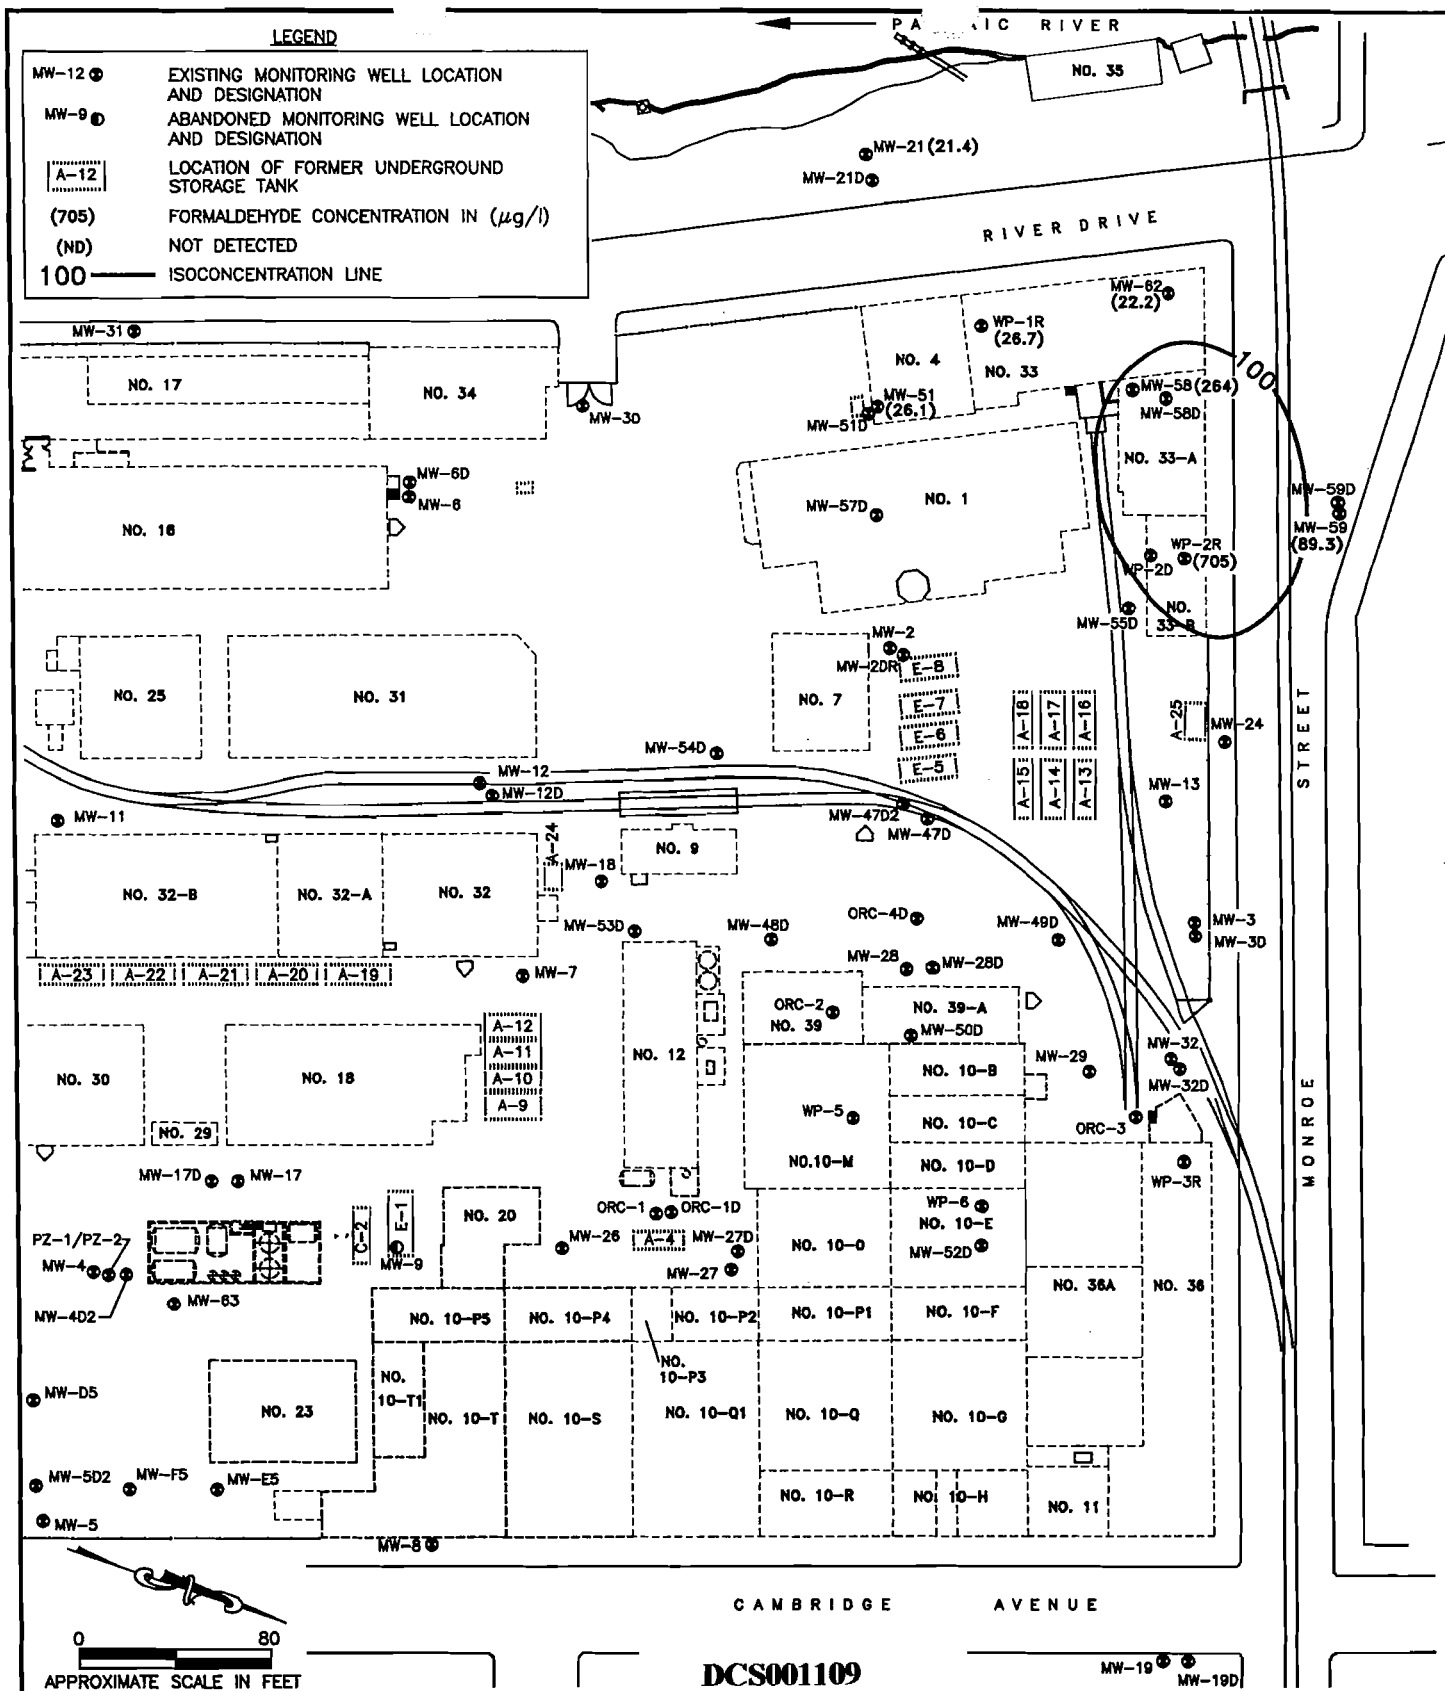 LEGEND
MW-12 EXISTING MONITORING WELL LOCATION
AND DESIGNATION
MW-9 ABANDONED MONITORING WELL LOCATION
AND DESIGNATION
A-12 LOCATION OF FORMER UNDERGROUND
STORAGE TANK
(705) FORMALDEHYDE CONCENTRATION IN (μg/l)
(ND) NOT DETECTED
100 ISOCONCENTRATION LINE
RIVER
NO. 35
MW-21 (21.4)
MW-21D
RIVER DRIVE
MW-62
(22.2)
MW-31
WP-1R
(26.7)
NO. 17
NO. 34
NO. 4
NO. 33
100
MW-58 (264)
MW-58D
MW-51
(26.1)
MW-51D
MW-3D
NO. 33-A
MW-6D
MW-6
NO. 16
NO. 1
MW-57D
MW-59D
MW-59
(89.3)
WP-2R
(705)
WP-2D
NO.
33-B
MW-55D
MW-2
MW-2DR
E-8
E-7
E-6
E-5
NO. 25
NO. 31
NO. 7
A-18
A-17
A-16
A-25
MW-24
STREET
MW-54D
A-15
A-14
A-13
MW-13
MW-12
MW-12D
MW-11
MW-47D2
MW-47D
A-24
NO. 9
MW-18
NO. 32-B
NO. 32-A
NO. 32
ORC-4D
MW-3
MW-3D
MW-53D
MW-48D
MW-49D
A-23
A-22
A-21
A-20
A-19
MW-7
MW-28
MW-28D
ORC-2
NO. 39
NO. 39-A
MW-50D
A-12
A-11
A-10
A-9
NO. 12
MW-32
MW-32D
MW-29
NO. 30
NO. 18
NO. 10-B
WP-5
NO. 10-C
ORC-3
MONROE
NO. 29
NO.10-M
NO. 10-D
WP-3R
MW-17D
MW-17
C-2
E-1
MW-9
NO. 20
ORC-1
ORC-1D
A-4
WP-6
NO. 10-E
MW-52D
PZ-1/PZ-2
MW-4
MW-4D2
MW-63
MW-26
MW-27D
MW-27
NO. 10-O
NO. 36A
NO. 36
NO. 10-P5
NO. 10-P4
NO. 10-P2
NO. 10-P1
NO. 10-F
NO.
10-P3
MW-D5
NO.
10-T1
NO. 23
NO. 10-T
NO. 10-S
NO. 10-Q1
NO. 10-Q
NO. 10-G
MW-5D2
MW-F5
MW-E5
NO. 10-R
NO. 10-H
NO. 11
MW-5
MW-8
CAMBRIDGE AVENUE
0 80
APPROXIMATE SCALE IN FEET
DCS001109
MW-19
MW-19D